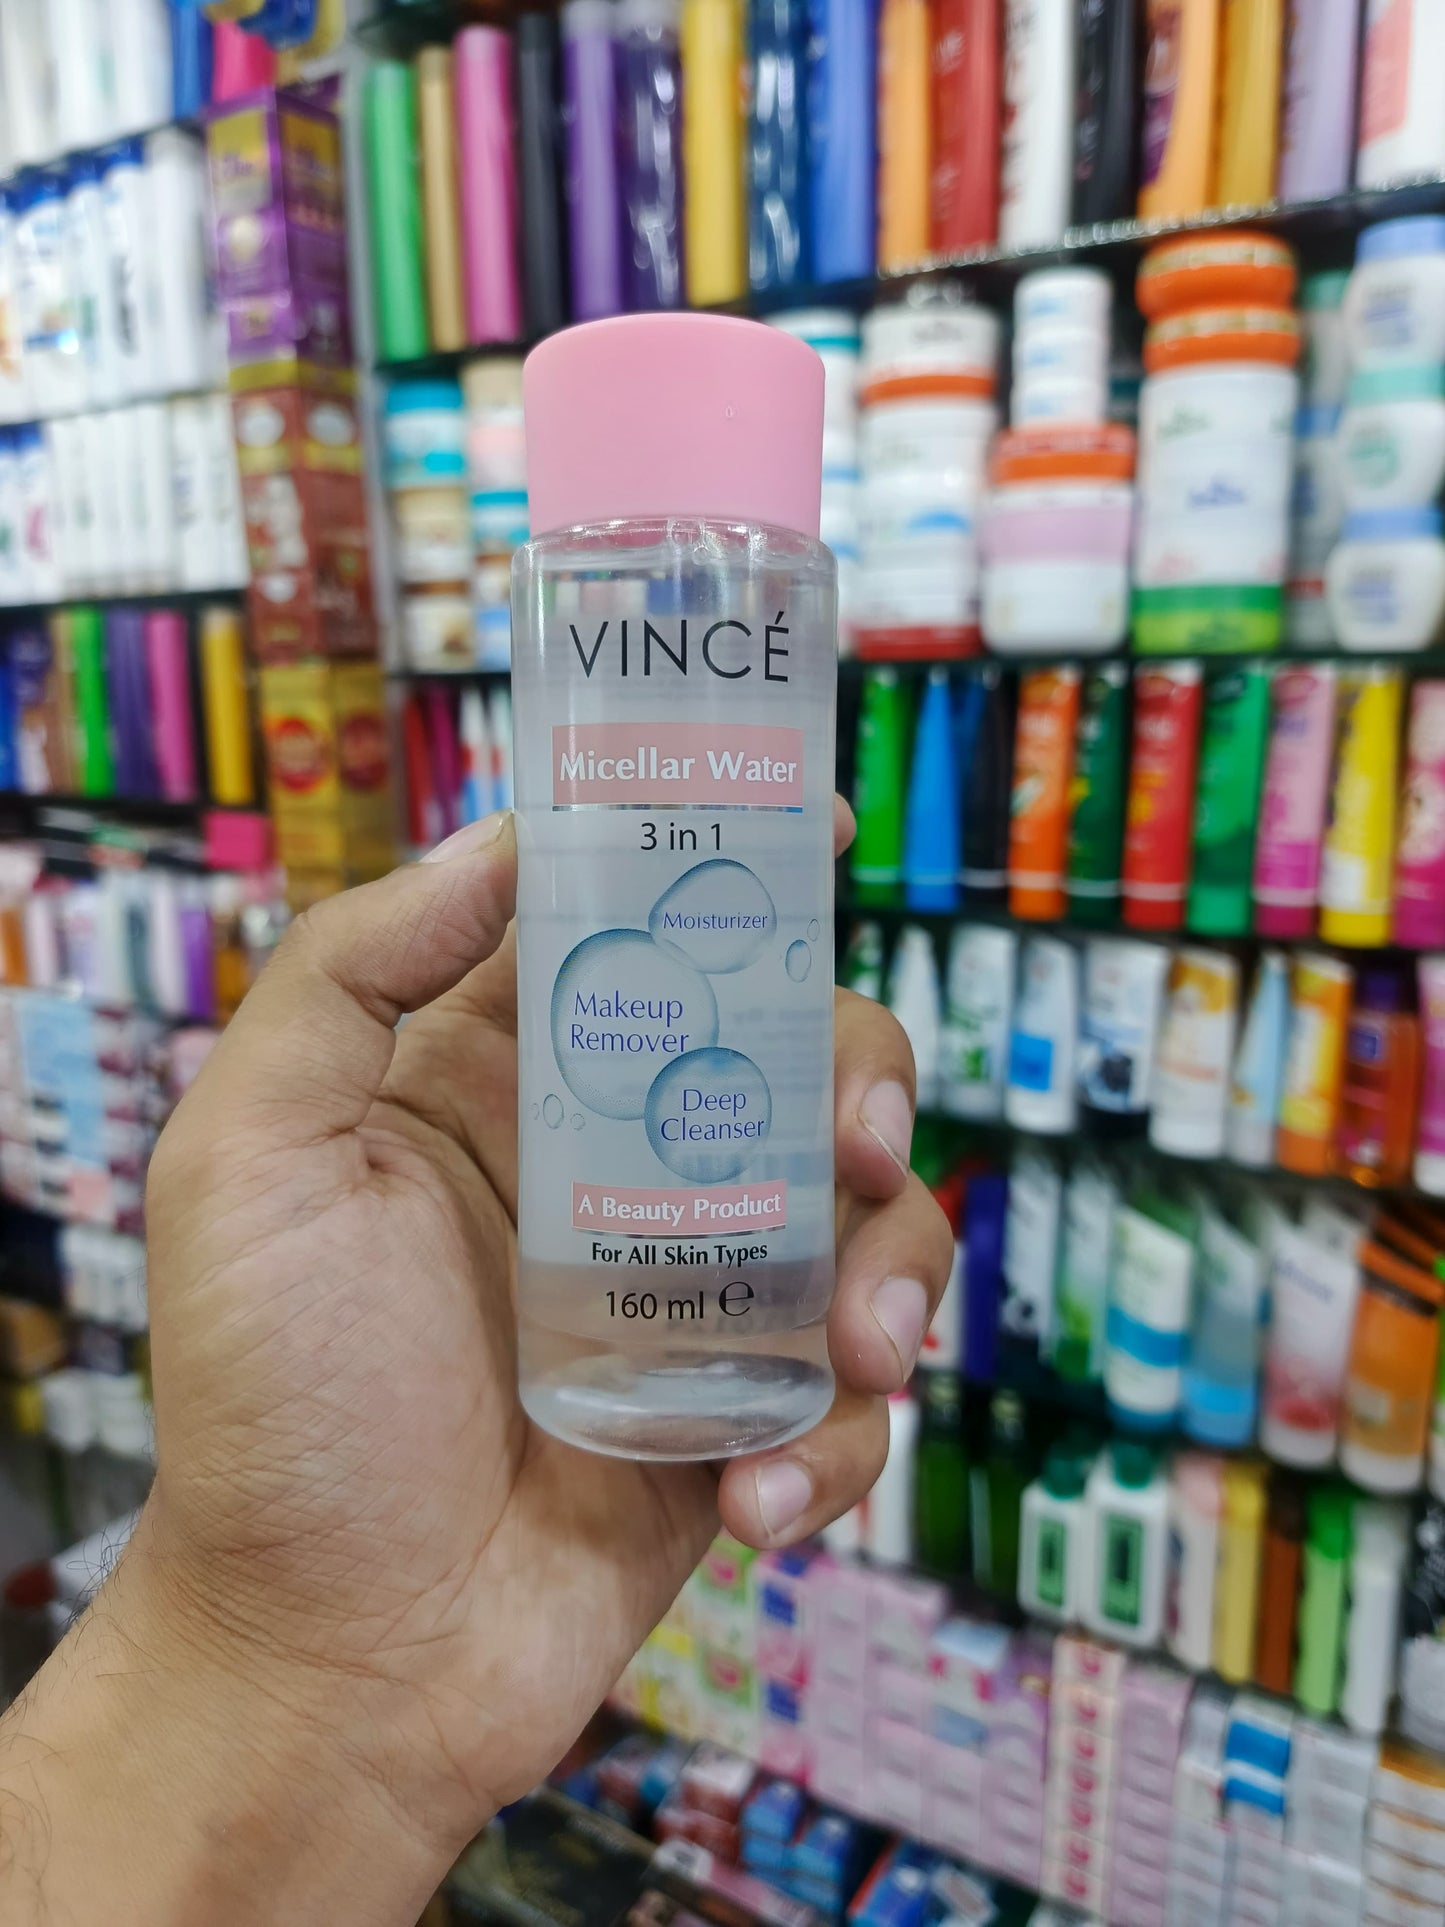 VINCÉ
Micellar Water
3 in 1
Moisturizer
Makeup
Remover
Deep
Cleanser
A Beauty Product
For All Skin Types
160 ml ℮